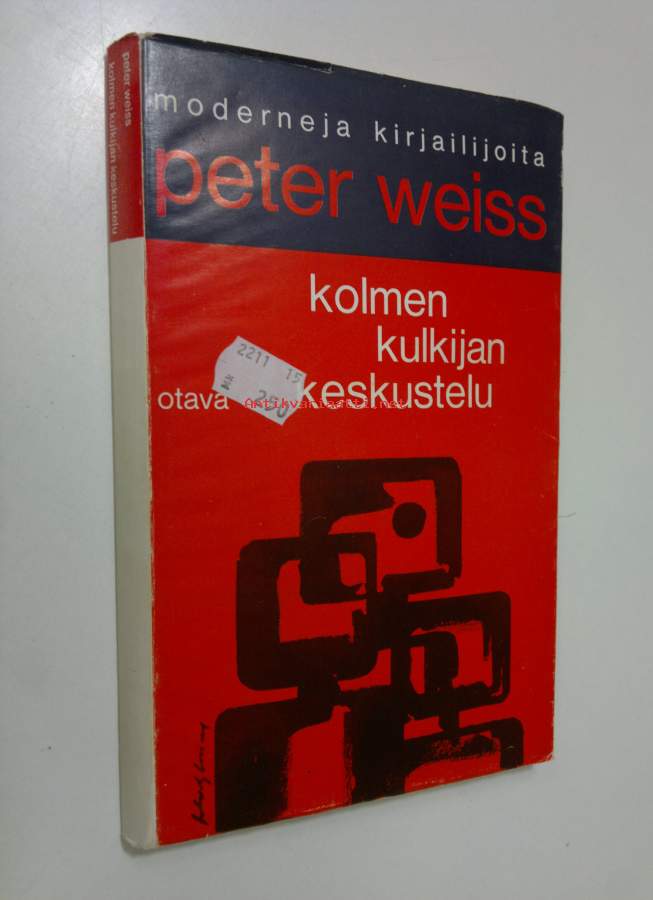 peter weiss
kolmen kulkijan keskustelu
moderneja kirjailijoita
peter weiss
kolmen
kulkijan
otava keskustelu
2211 15
Antikvariaatti.net